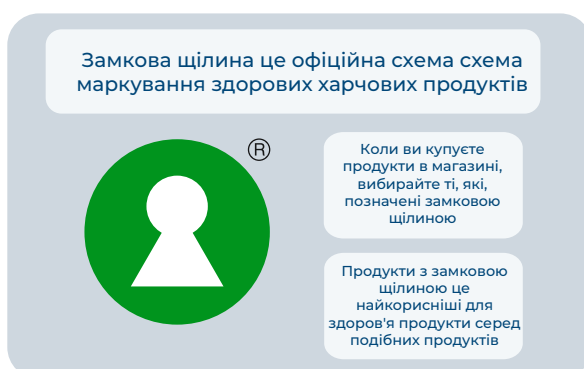 Замкова щілина це офіційна схема схема
маркування здорових харчових продуктів
®
Коли ви купуєте
продукти в магазині,
вибирайте ті, які,
позначені замковою
щілиною
Продукти з замковою
щілиною це
найкорисніші для
здоров'я продукти серед
подібних продуктів